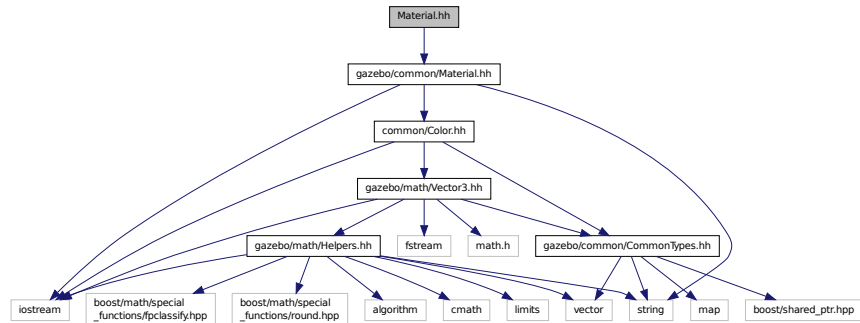 Material.hh
gazebo/common/Material.hh
common/Color.hh
gazebo/math/Vector3.hh
gazebo/math/Helpers.hh
fstream
math.h
gazebo/common/CommonTypes.hh
iostream
boost/math/special
_functions/fpclassify.hpp
boost/math/special
_functions/round.hpp
algorithm
cmath
limits
vector
string
map
boost/shared_ptr.hpp